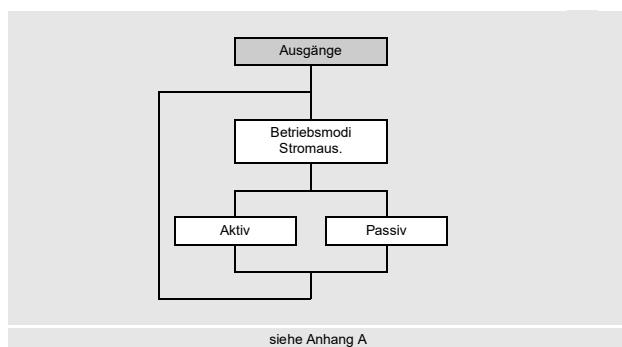 Ausgänge
Betriebsmodi
Stromaus.
Aktiv
Passiv
siehe Anhang A